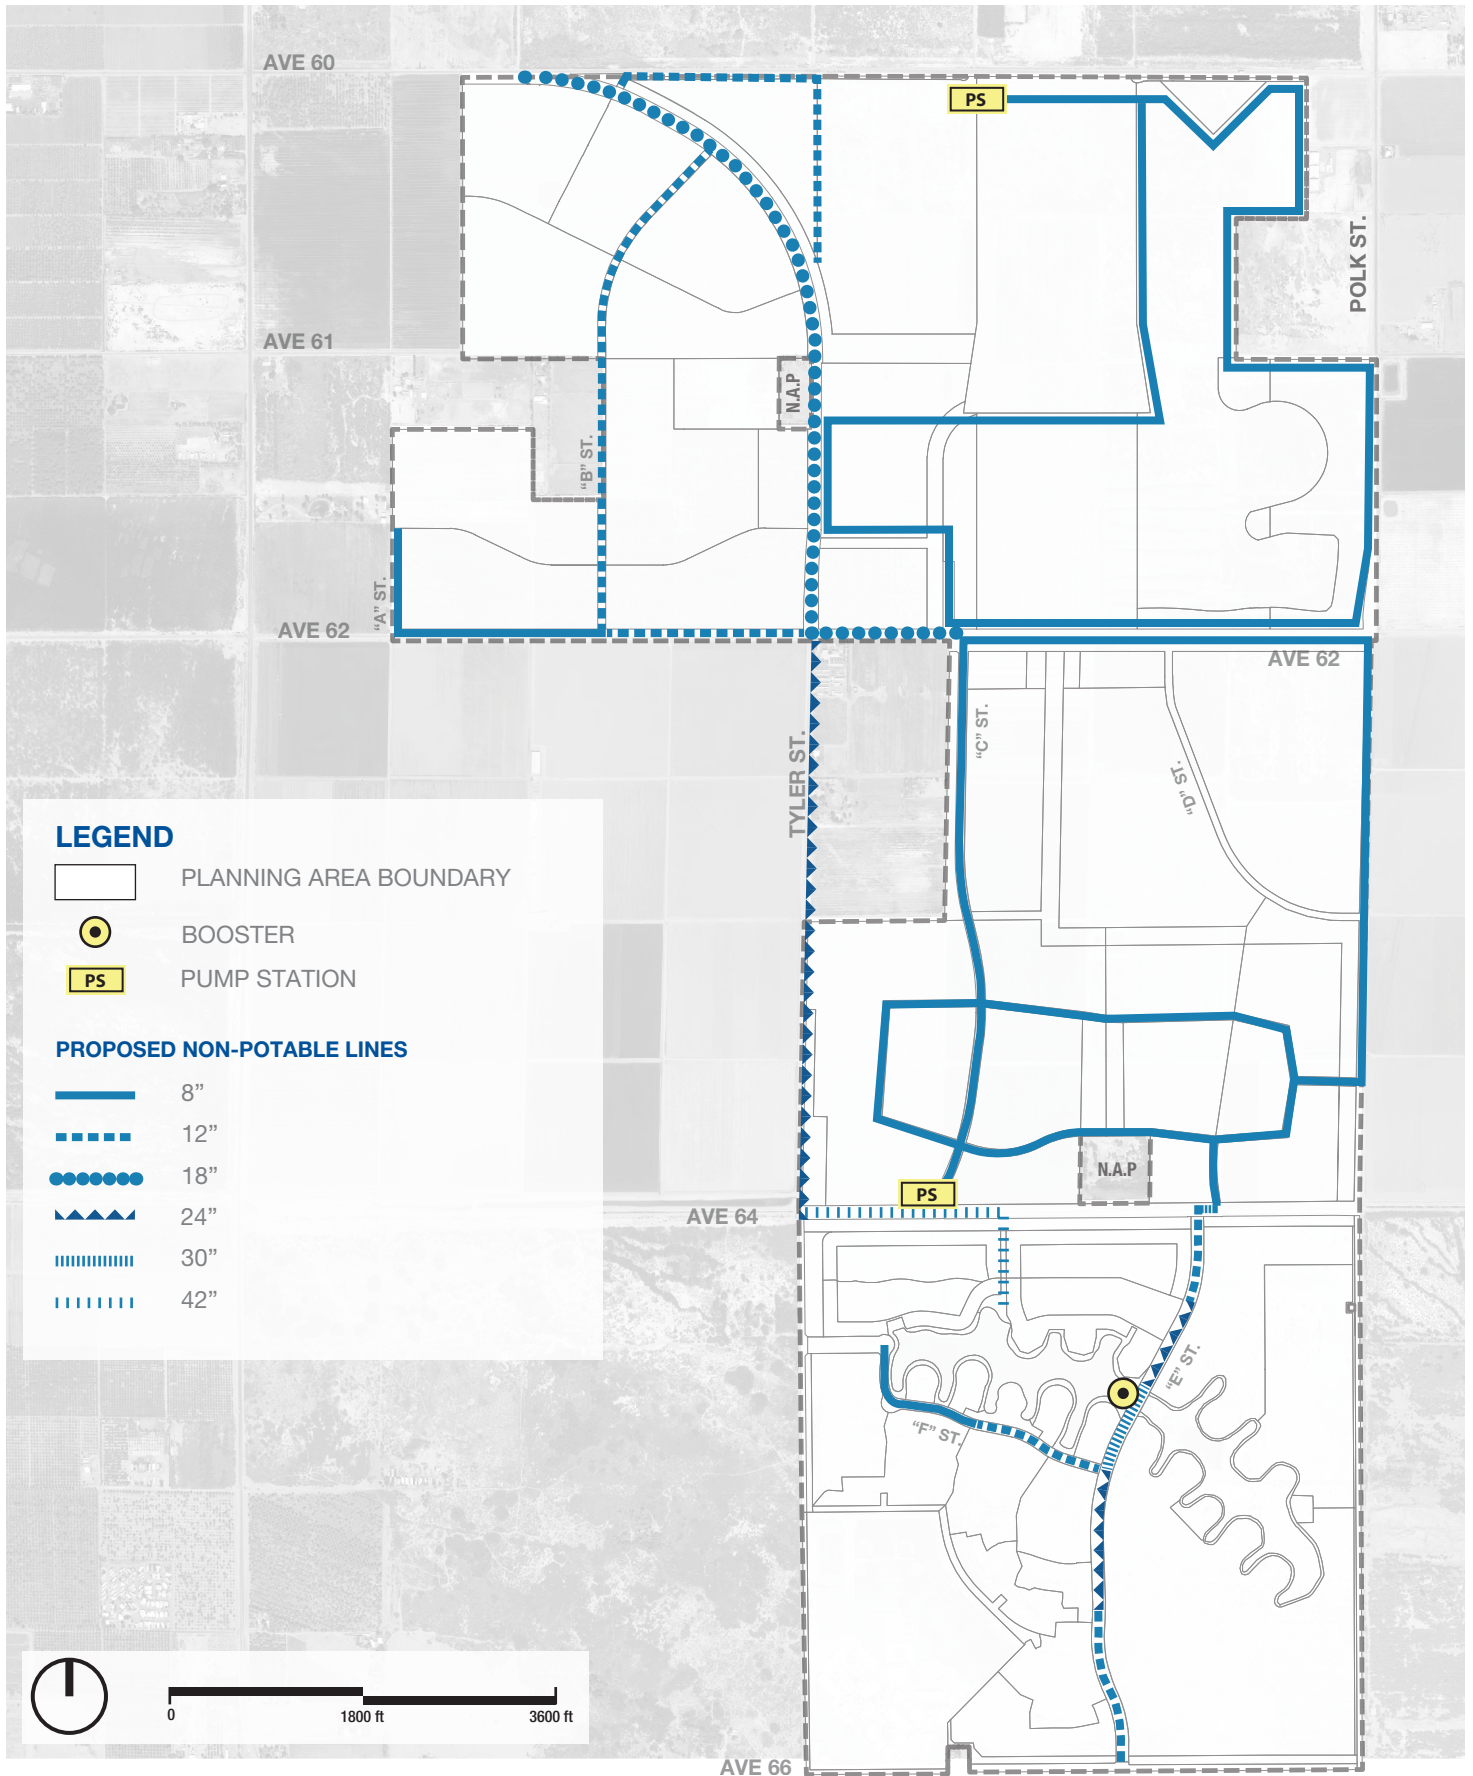 AVE 60
PS
POLK ST.
AVE 61
N.A.P
"B" ST.
"A" ST.
AVE 62
AVE 62
"C" ST.
TYLER ST.
"D" ST.
LEGEND
PLANNING AREA BOUNDARY
BOOSTER
PS
PUMP STATION
PROPOSED NON-POTABLE LINES
8”
12”
18”
24”
30”
42”
N.A.P
PS
AVE 64
"E" ST.
"F" ST.
0
1800 ft
3600 ft
AVE 66